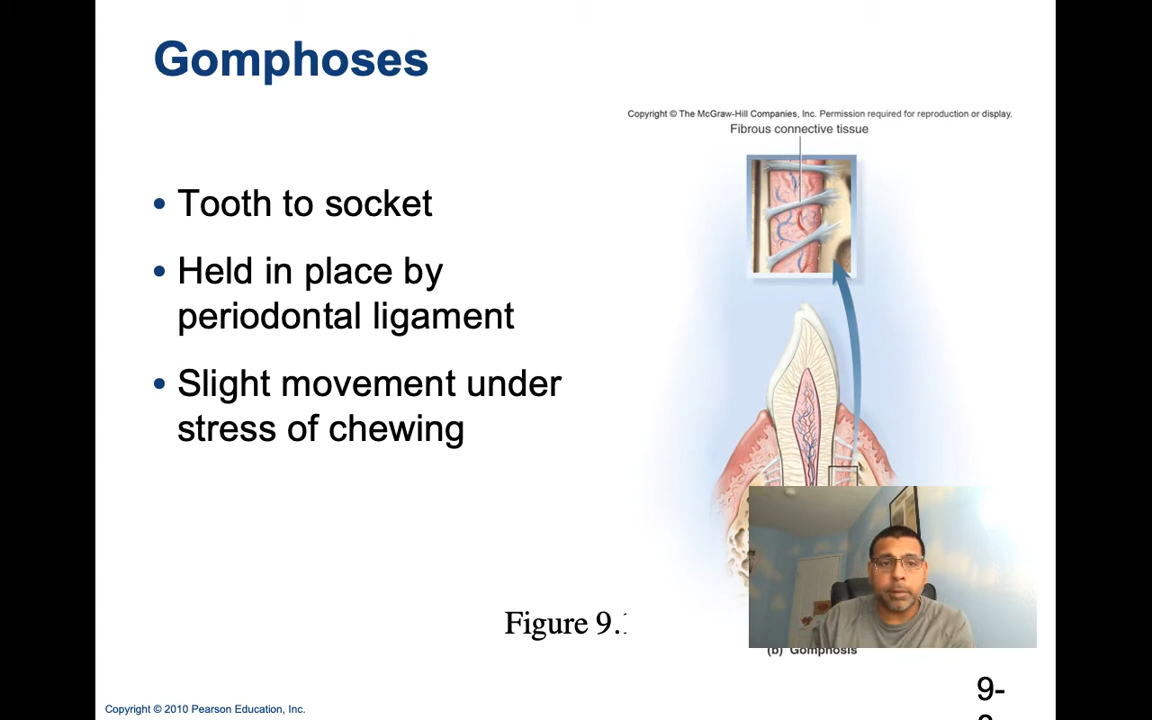 Gomphoses
Copyright © The McGraw-Hill Companies, Inc. Permission required for reproduction or display.
Fibrous connective tissue
• Tooth to socket
• Held in place by
periodontal ligament
• Slight movement under
stress of chewing
Figure 9.
(b) Gomphosis
9-
Copyright © 2010 Pearson Education, Inc.